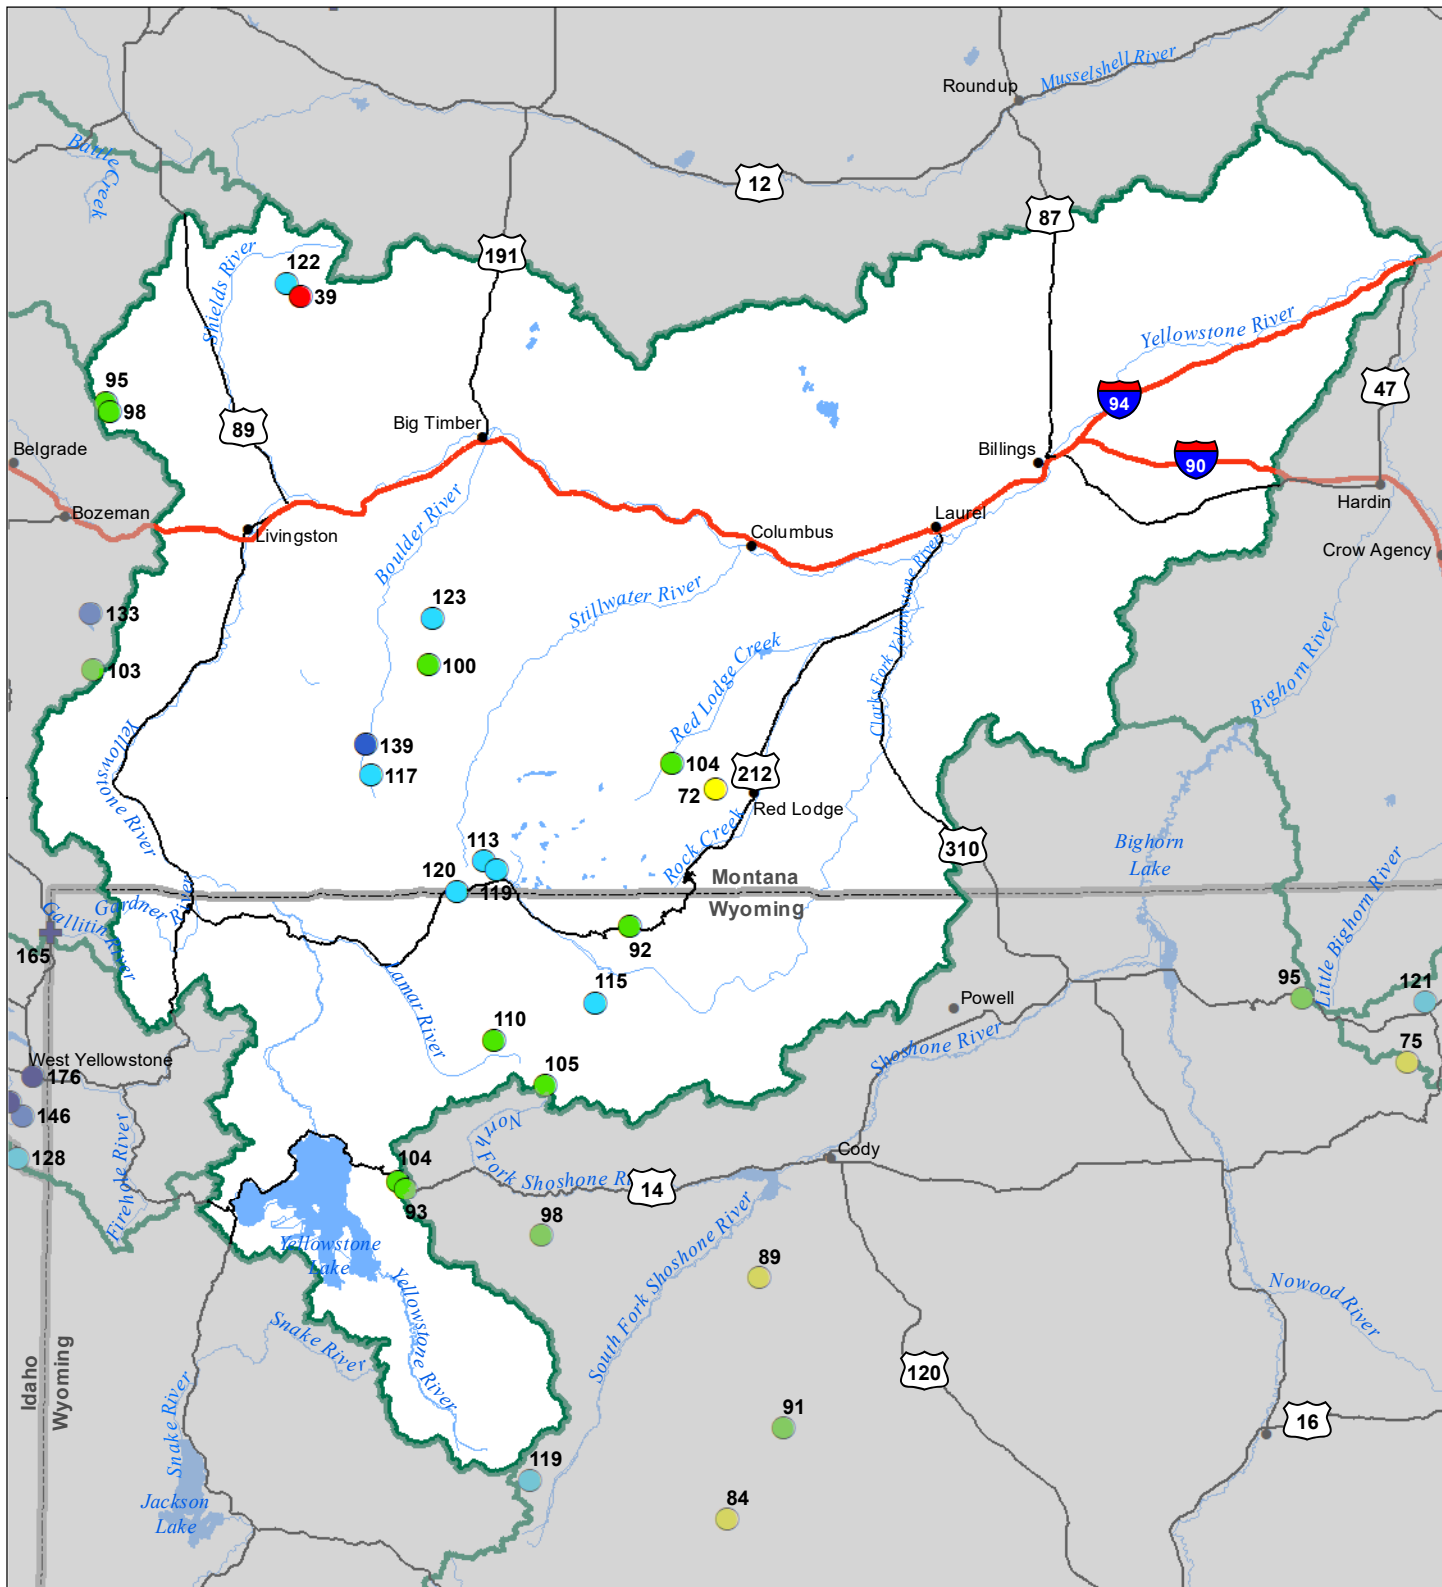 Roundup
Musselshell River
Battle
Creek
12
87
191
Shields River
122
39
Yellowstone River
47
95
98
89
Big Timber
94
Belgrade
Billings
90
Bozeman
Livingston
Boulder River
Columbus
Laurel
Hardin
Crow Agency
Stillwater River
Clarks Fork Yellowstone River
133
123
103
100
Red Lodge Creek
Bighorn River
Yellowstone River
139
117
104
72
212
Red Lodge
Rock Creek
310
Bighorn
Lake
113
120
119
Montana
Wyoming
Little Bighorn River
Gardner River
Gallitin River
165
92
Lamar River
115
Powell
95
121
110
Shoshone River
75
West Yellowstone
176
105
146
Firehole River
North
Fork Shoshone R
128
104
Cody
93
14
98
Yellowstone
Lake
Yellowstone River
South Fork Shoshone River
89
Nowood River
Snake River
Idaho
Wyoming
120
Snake River
91
16
119
Jackson
Lake
84